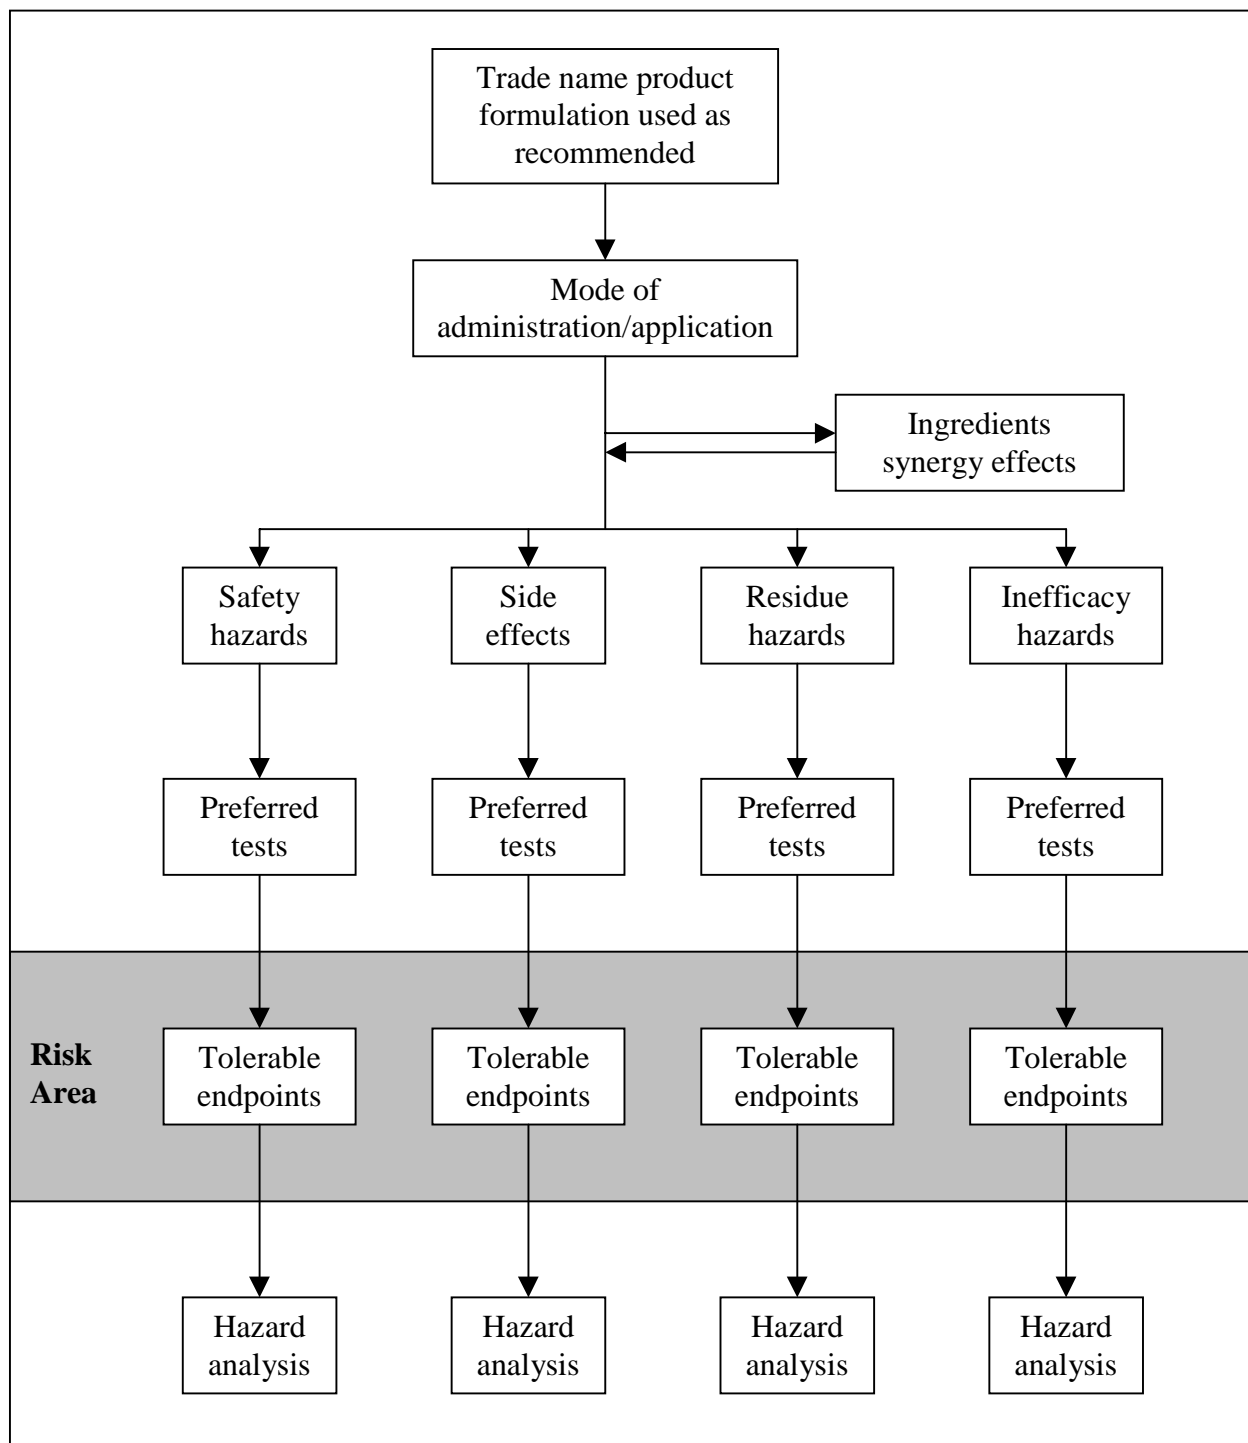 Trade name product
formulation used as
recommended
Mode of
administration/application
Ingredients
synergy effects
Safety
hazards
Side
effects
Residue
hazards
Inefficacy
hazards
Preferred
tests
Preferred
tests
Preferred
tests
Preferred
tests
Risk
Area
Tolerable
endpoints
Tolerable
endpoints
Tolerable
endpoints
Tolerable
endpoints
Hazard
analysis
Hazard
analysis
Hazard
analysis
Hazard
analysis